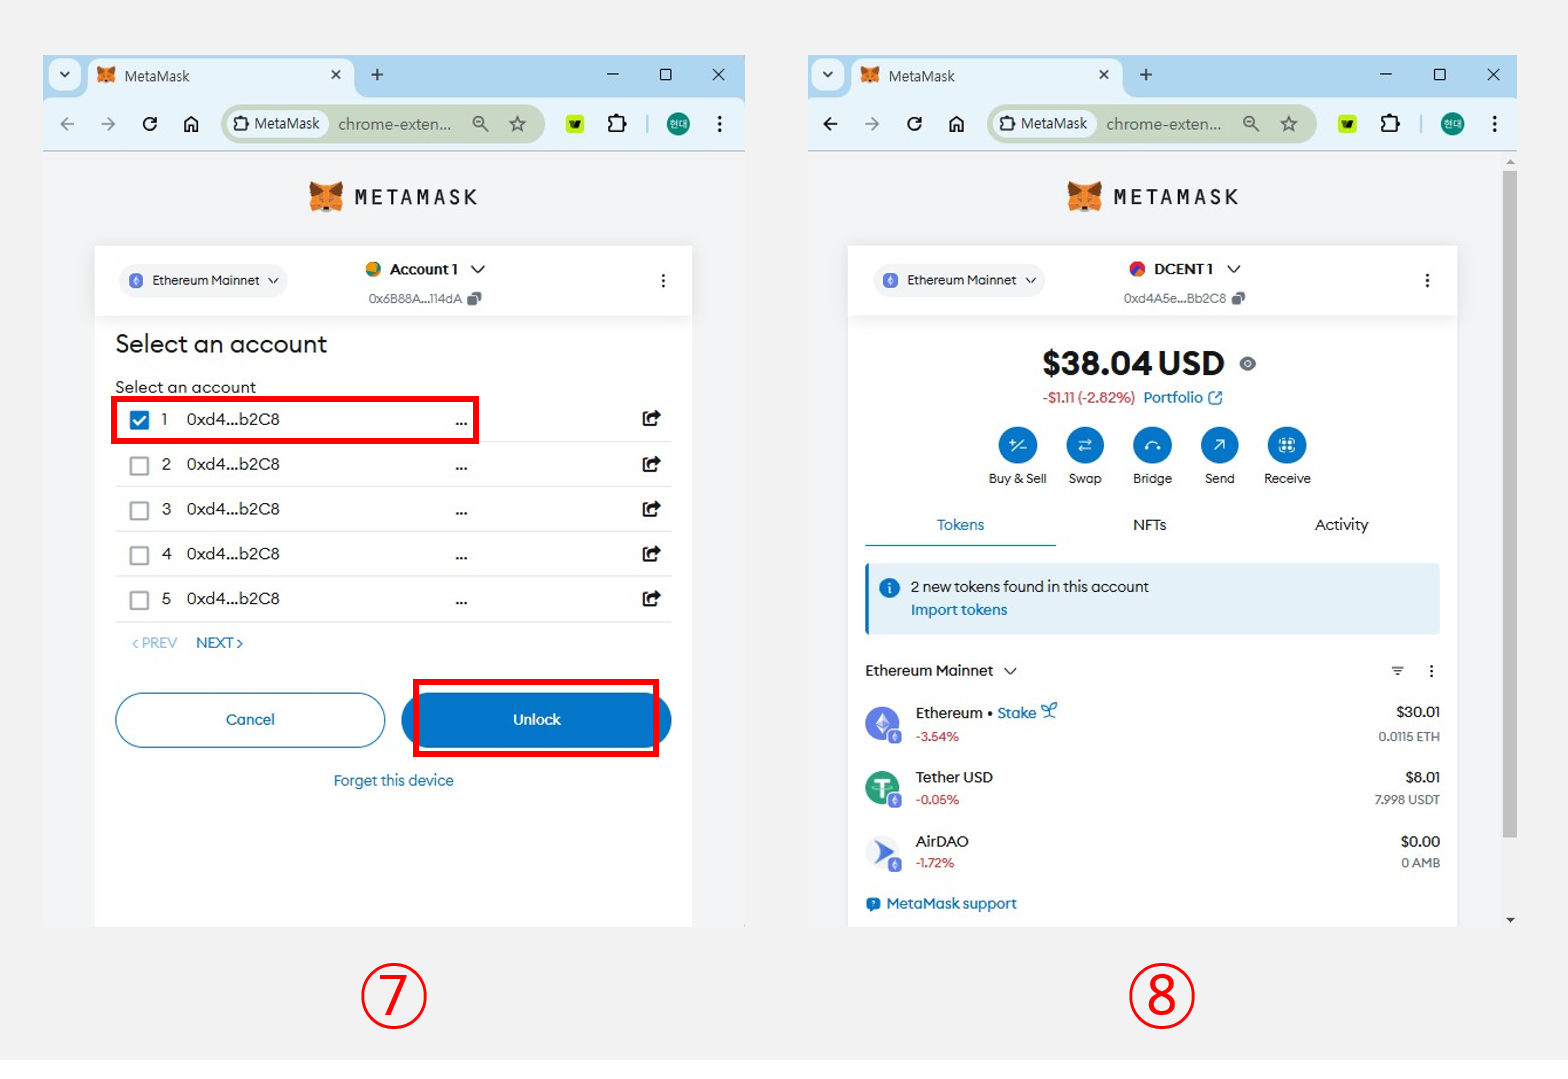 MetaMask
MetaMask
chrome-exten...
현대
METAMASK
Ethereum Mainnet
Account 1
0x6B88A...114dA
Select an account
Select an account
1 0xd4...b2C8 ...
2 0xd4...b2C8 ...
3 0xd4...b2C8 ...
4 0xd4...b2C8 ...
5 0xd4...b2C8 ...
< PREV NEXT >
Cancel
Unlock
Forget this device
⑦
MetaMask
MetaMask
chrome-exten...
현대
METAMASK
Ethereum Mainnet
DCENT 1
0xd4A5e...Bb2C8
$38.04 USD
-$1.11 (-2.82%) Portfolio
Buy & Sell Swap Bridge Send Receive
Tokens NFTs Activity
2 new tokens found in this account
Import tokens
Ethereum Mainnet
Ethereum • Stake $30.01
-3.54% 0.0115 ETH
Tether USD $8.01
-0.05% 7.998 USDT
AirDAO $0.00
-1.72% 0 AMB
MetaMask support
⑧